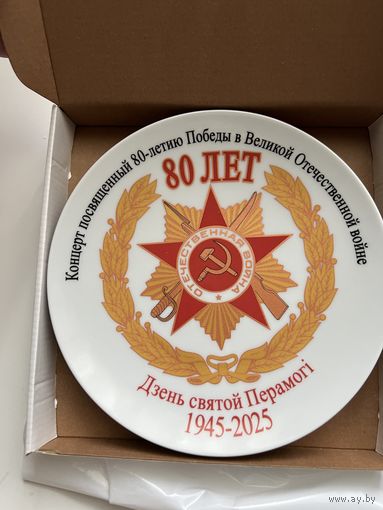 Концерт посвященный 80-летию Победы в Великой Отечественной войне
80 ЛЕТ
ОТЕЧЕСТВЕННАЯ ВОЙНА
Дзень святой Перамогі
1945-2025
www.ay.by